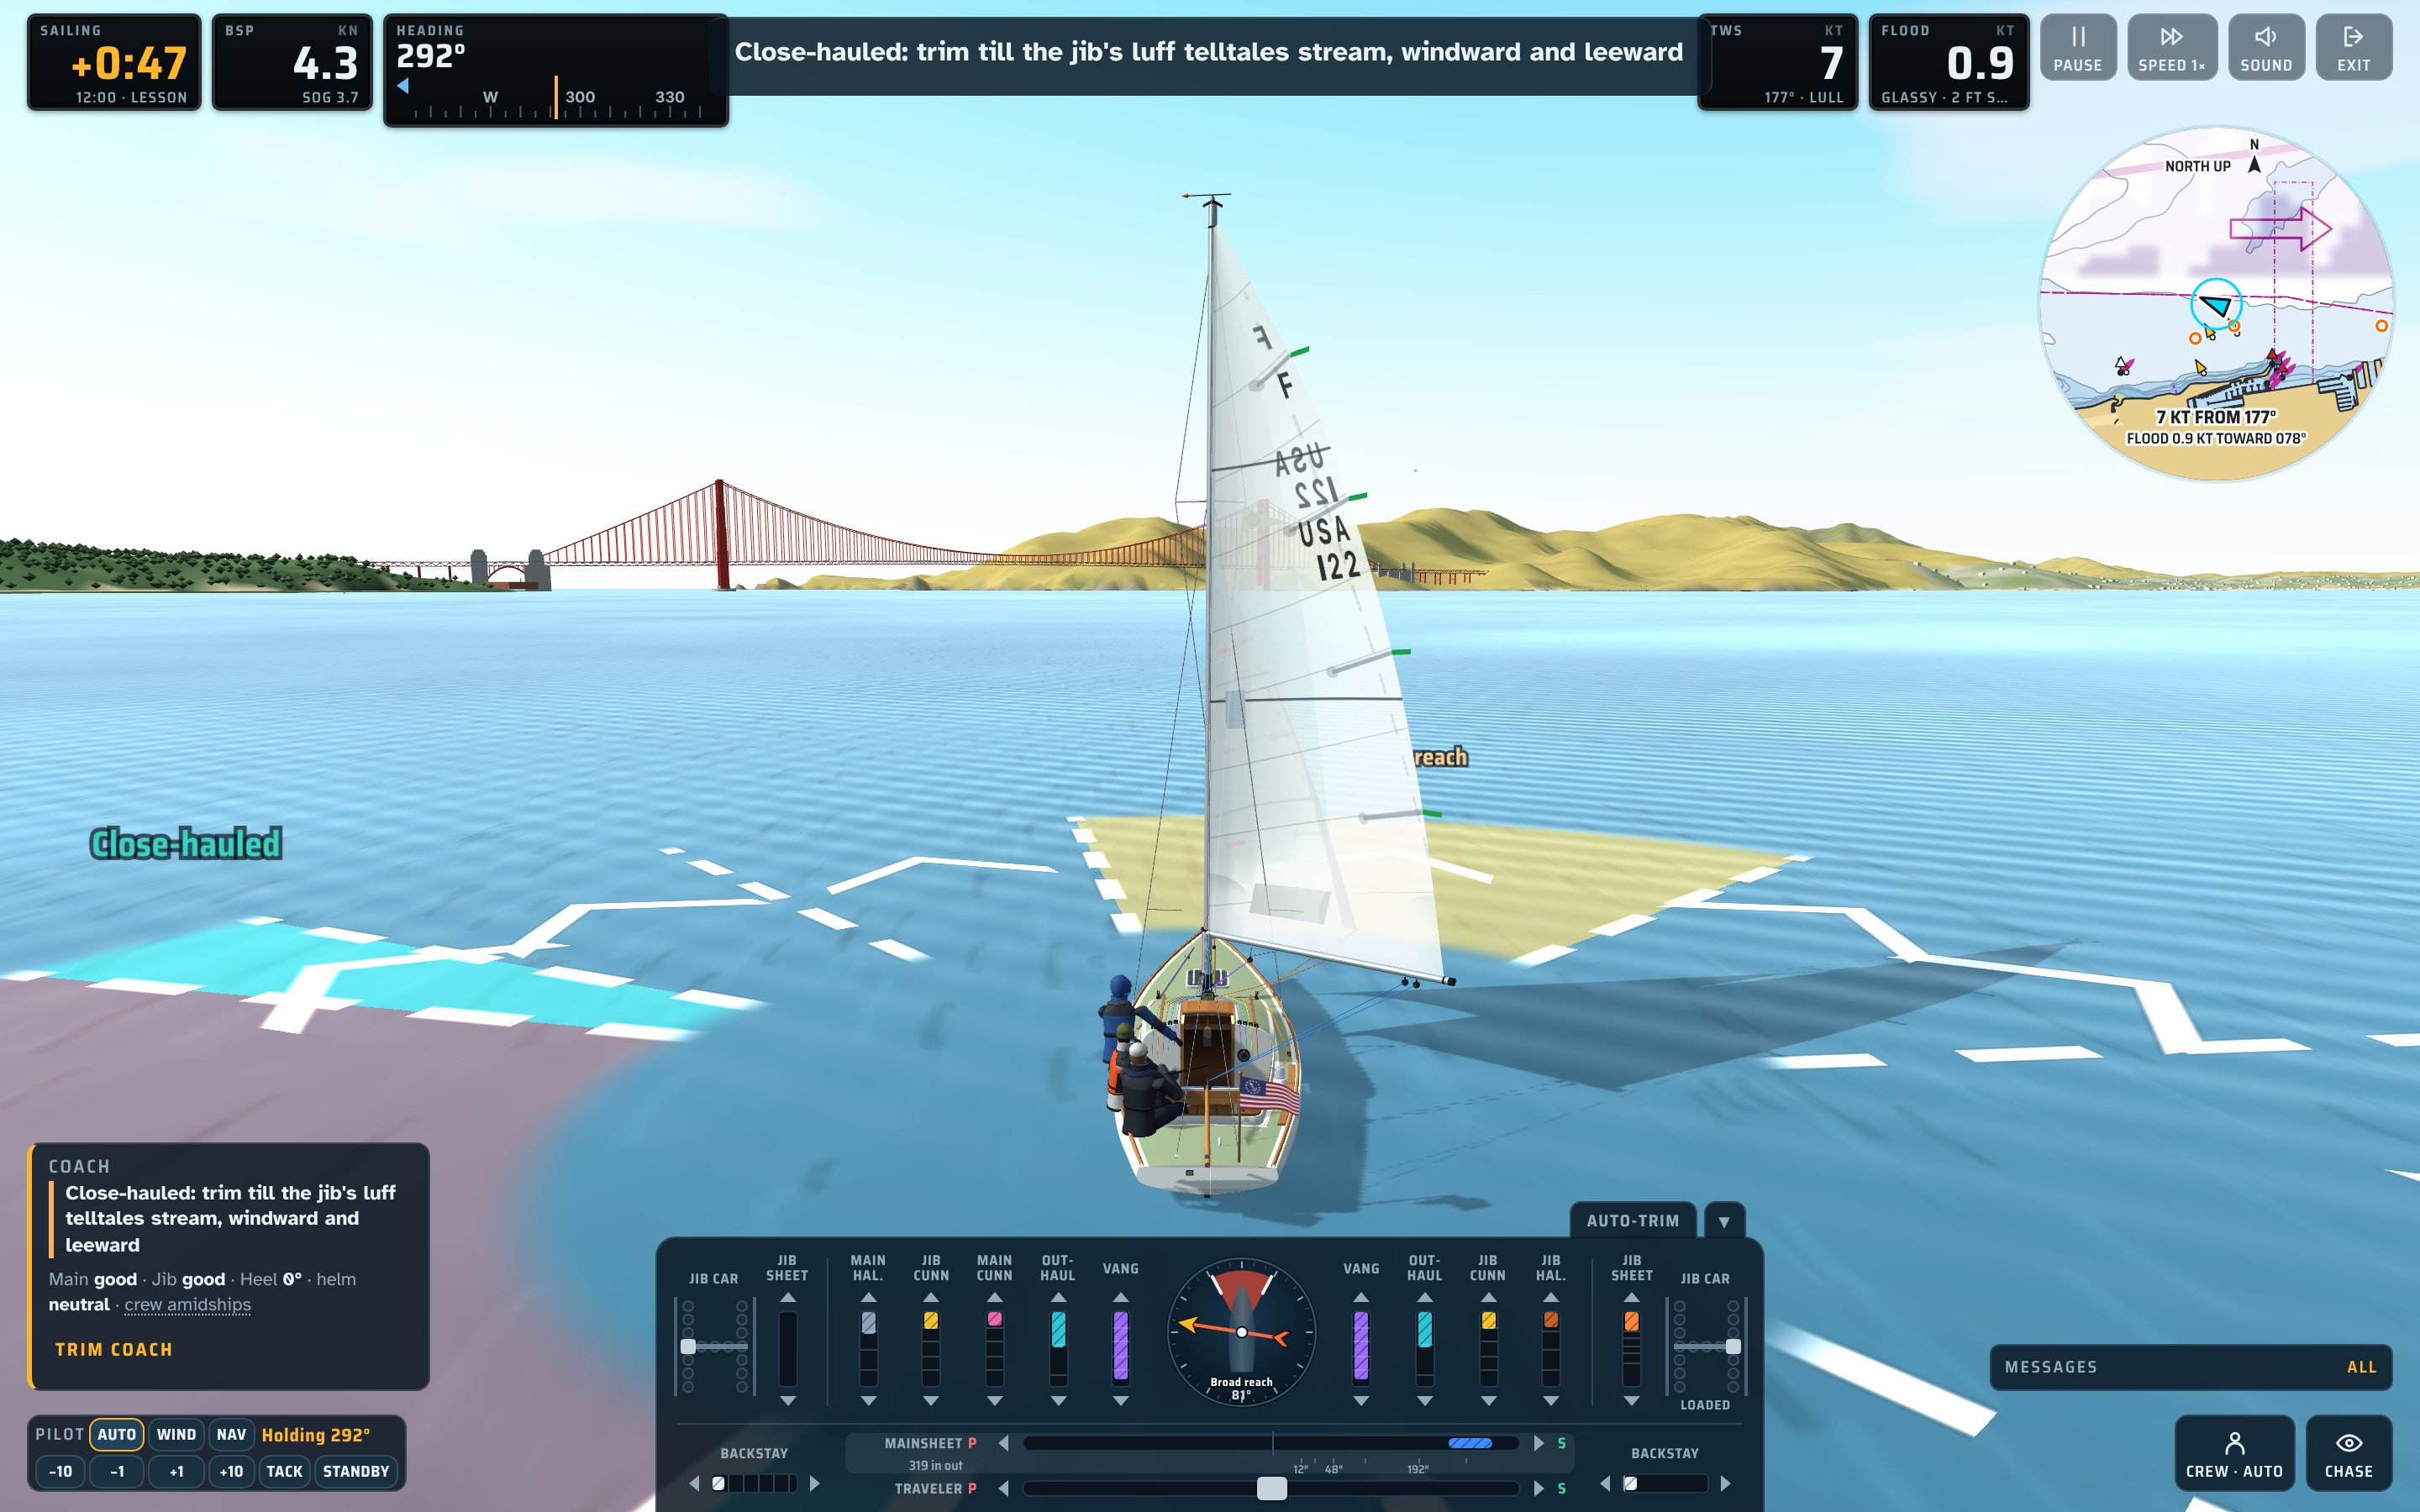 SAILING
+0:47
12:00 · LESSON
BSP KN
4.3
SOG 3.7
HEADING
292°
W 300 330
Close-hauled: trim till the jib's luff telltales stream, windward and leeward
TWS KT
7
177° · LULL
FLOOD KT
0.9
GLASSY · 2 FT S...
PAUSE
SPEED 1×
SOUND
EXIT
N
NORTH UP
7 KT FROM 177°
FLOOD 0.9 KT TOWARD 078°
F
F
USA
122
USA
122
reach
Close-hauled
COACH
Close-hauled: trim till the jib's luff
telltales stream, windward and
leeward
Main good · Jib good · Heel 0° · helm
neutral · crew amidships
TRIM COACH
PILOT AUTO WIND NAV Holding 292°
-10 -1 +1 +10 TACK STANDBY
AUTO-TRIM ▼
JIB CAR
JIB SHEET
MAIN HAL.
JIB CUNN
MAIN CUNN
OUT-HAUL
VANG
Broad reach
81°
VANG
OUT-HAUL
JIB CUNN
JIB HAL.
JIB SHEET
JIB CAR
LOADED
BACKSTAY
MAINSHEET P S
319 in out
12" 48" 192"
TRAVELER P S
BACKSTAY
MESSAGES ALL
CREW · AUTO
CHASE